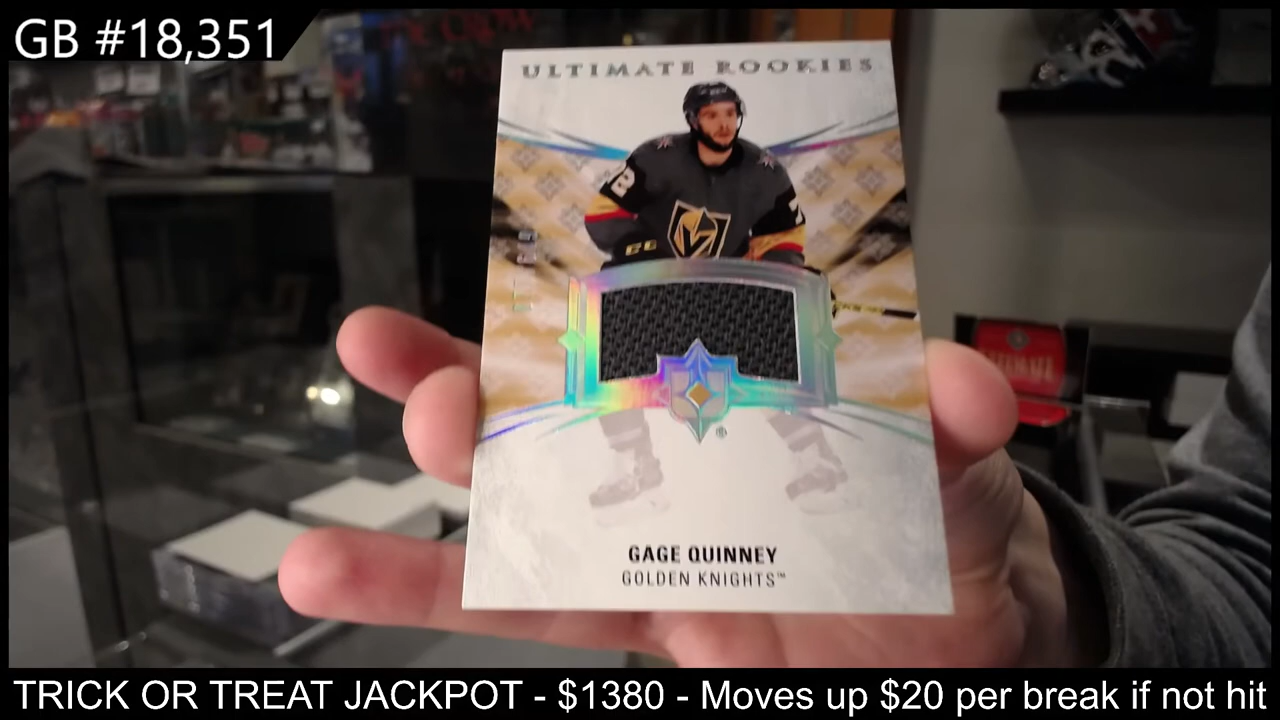 GB #18,351
ULTIMATE ROOKIES
GAGE QUINNEY
GOLDEN KNIGHTS™
TRICK OR TREAT JACKPOT - $1380 - Moves up $20 per break if not hit